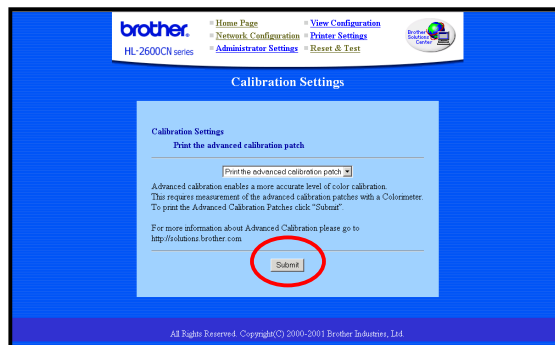 brother.
HL-2600CN series
Home Page
View Configuration
Network Configuration
Printer Settings
Administrator Settings
Reset & Test
Brother
Solutions
Center
Calibration Settings
Calibration Settings
Print the advanced calibration patch
Print the advanced calibration patch
Advanced calibration enables a more accurate level of color calibration.
This requires measurement of the advanced calibration patches with a Colorimeter.
To print the Advanced Calibration Patches click "Submit".
For more information about Advanced Calibration please go to
http://solutions.brother.com
Submit
All Rights Reserved. Copyright(C) 2000-2001 Brother Industries, Ltd.